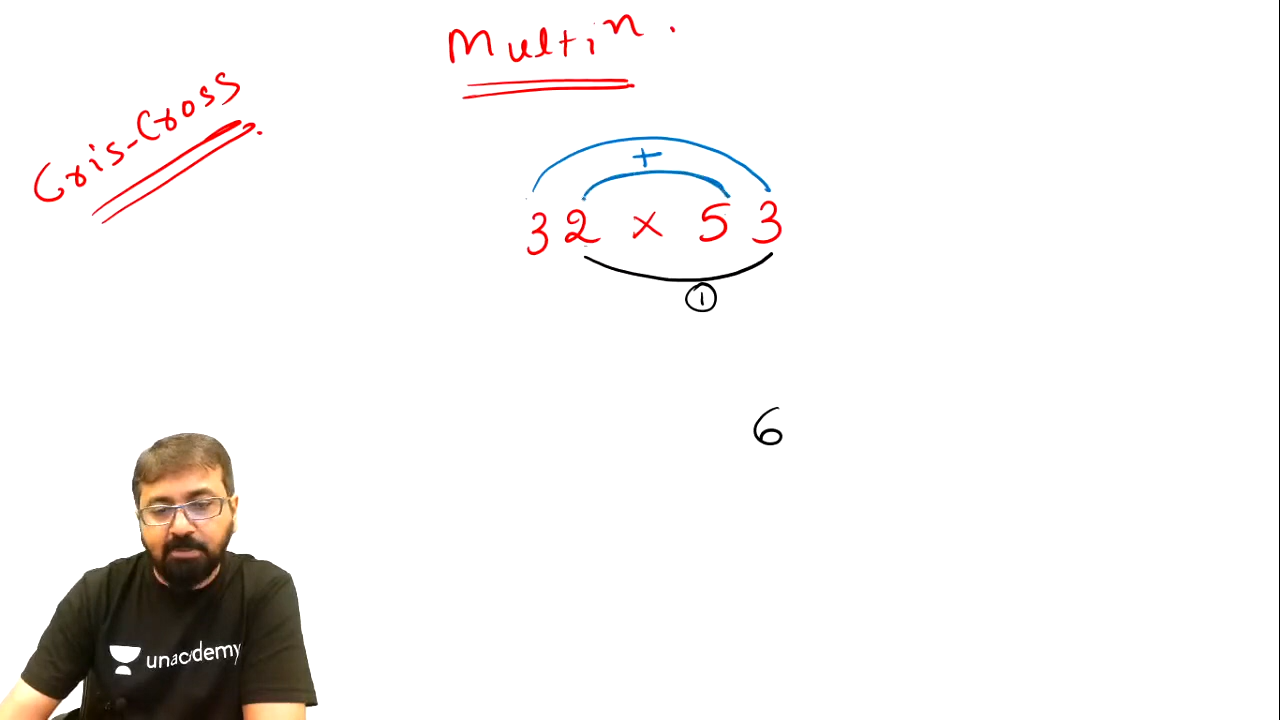 Multiⁿ.
Cris-Cross.
+
32 × 53
①
6
unacademy